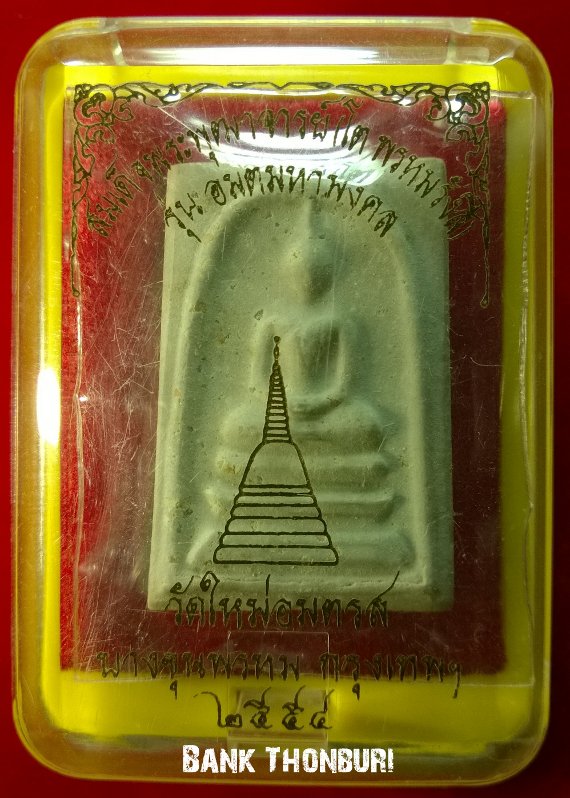 สมเด็จพระพุฒาจารย์โต พรหมรังสี
รุ่น อมตมหามงคล
วัดใหม่อมตรส
บางขุนพรหม กรุงเทพฯ
๒๕๕๔
BANK THONBURI